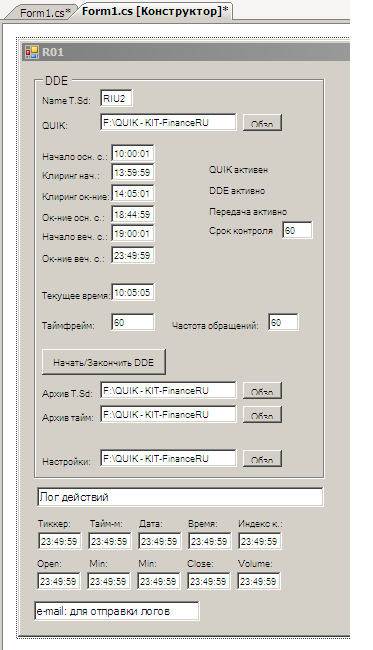 Form1.cs* Form1.cs [Конструктор]*
R01
DDE
Name T.Sd: RIU2
QUIK: F:\QUIK - KIT-FinanceRU Обзо
Начало осн. с.: 10:00:01
Клиринг нач.: 13:59:59 QUIK активен
Клиринг ок-ние: 14:05:01 DDE активно
Ок-ние осн. с.: 18:44:59 Передача активно
Начало веч. с.: 19:00:01 Срок контроля 60
Ок-ние веч. с.: 23:49:59
Текущее время: 10:05:05
Таймфрейм: 60 Частота обращений: 60
Начать/Закончить DDE
Архив T.Sd: F:\QUIK - KIT-FinanceRU Обзо
Архив тайм: F:\QUIK - KIT-FinanceRU Обзо
Настройки: F:\QUIK - KIT-FinanceRU Обзо
Лог действий
Тиккер: Тайм-м: Дата: Время: Индекс к.:
23:49:59 23:49:59 23:49:59 23:49:59 23:49:59
Open: Min: Min: Close: Volume:
23:49:59 23:49:59 23:49:59 23:49:59 23:49:59
e-mail: для отправки логов